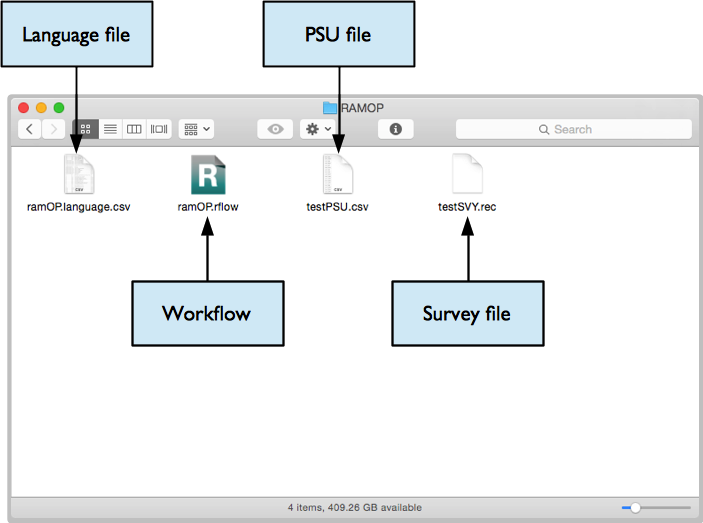 Language file
PSU file
RAMOP
Search
CSV
R
CSV
ramOP.language.csv
ramOP.rflow
testPSU.csv
testSVY.rec
Workflow
Survey file
4 items, 409.26 GB available